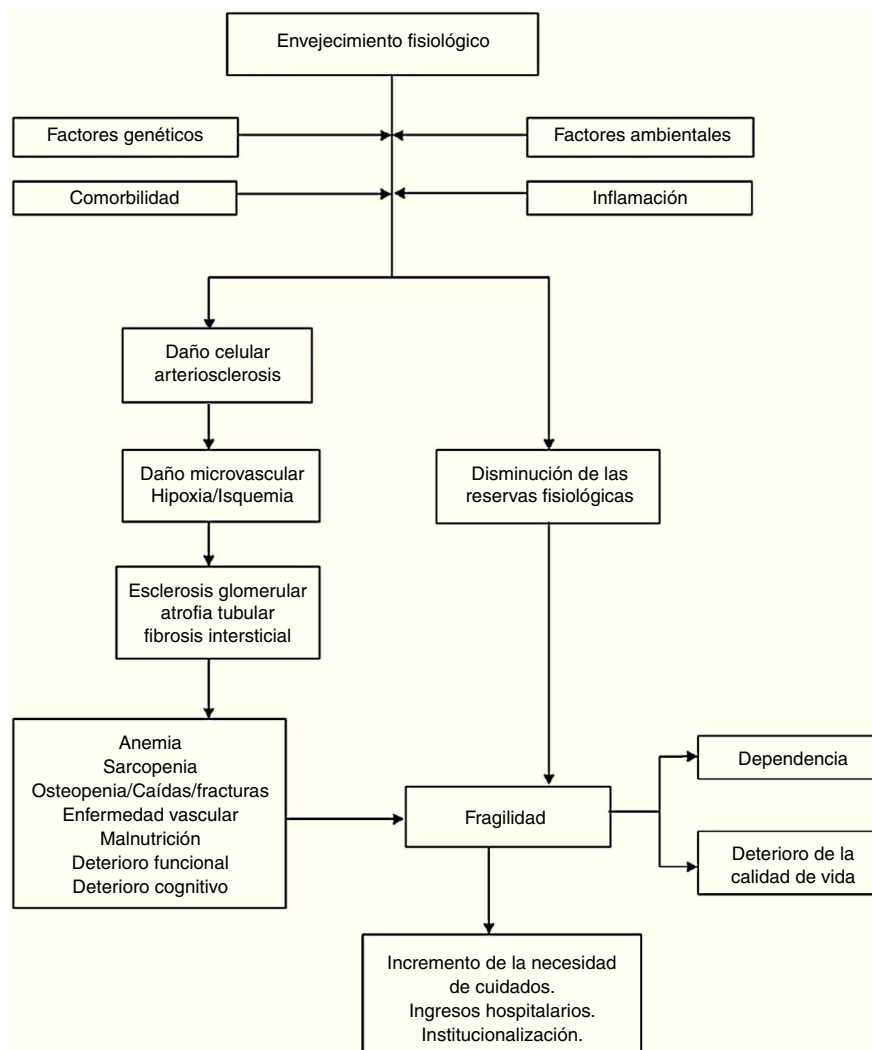 Envejecimiento fisiológico
Factores genéticos
Factores ambientales
Comorbilidad
Inflamación
Daño celular
arteriosclerosis
Daño microvascular
Hipoxia/Isquemia
Disminución de las
reservas fisiológicas
Esclerosis glomerular
atrofia tubular
fibrosis intersticial
Anemia
Sarcopenia
Osteopenia/Caídas/fracturas
Enfermedad vascular
Malnutrición
Deterioro funcional
Deterioro cognitivo
Fragilidad
Dependencia
Deterioro de la
calidad de vida
Incremento de la necesidad
de cuidados.
Ingresos hospitalarios.
Institucionalización.